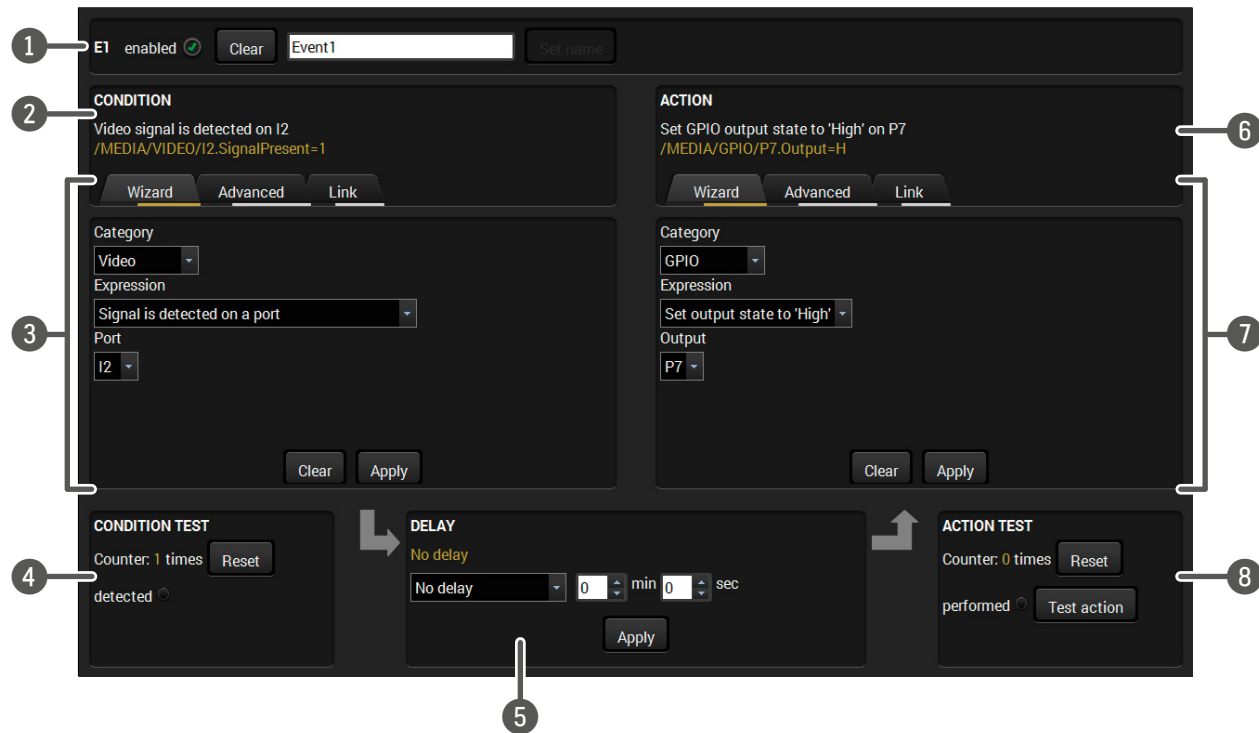 1
E1 enabled Clear Event1 Set name
2
CONDITION
Video signal is detected on I2
/MEDIA/VIDEO/I2.SignalPresent=1
Wizard Advanced Link
3
Category
Video
Expression
Signal is detected on a port
Port
I2
Clear Apply
ACTION
Set GPIO output state to 'High' on P7
/MEDIA/GPIO/P7.Output=H
6
Wizard Advanced Link
Category
GPIO
Expression
Set output state to 'High'
Output
P7
7
Clear Apply
4
CONDITION TEST
Counter: 1 times Reset
detected
DELAY
No delay
No delay 0 min 0 sec
Apply
5
ACTION TEST
Counter: 0 times Reset
performed Test action
8